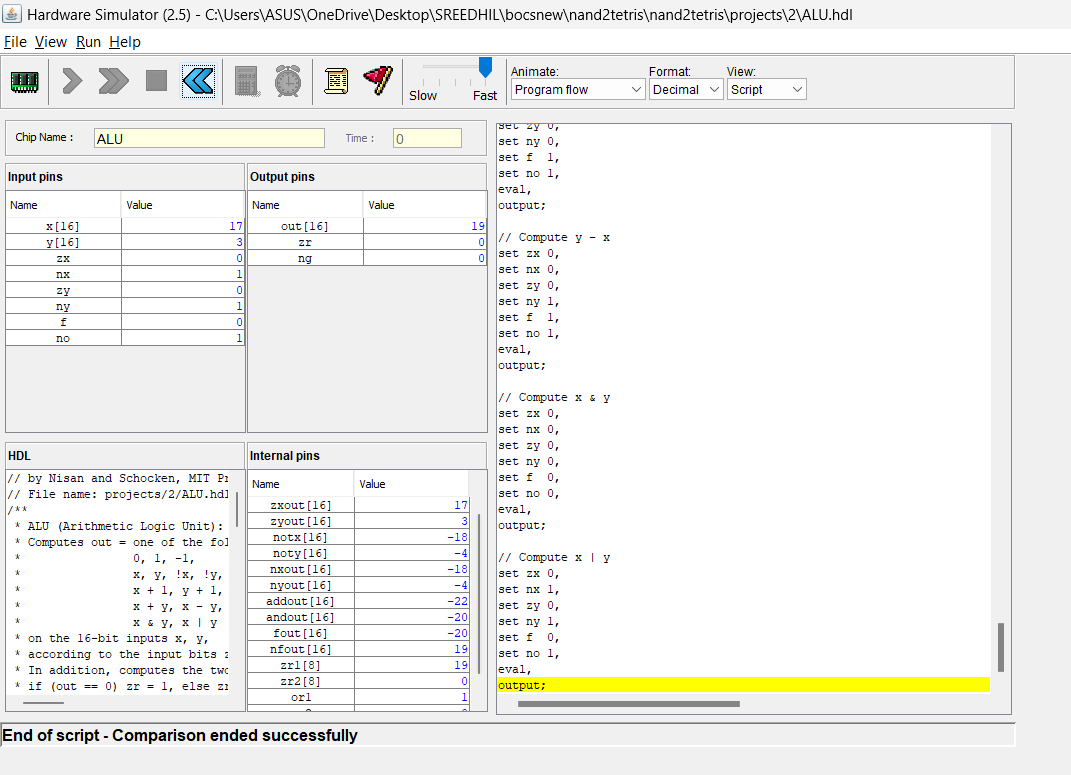 Hardware Simulator (2.5) - C:\Users\ASUS\OneDrive\Desktop\SREEDHIL\bocsnew\nand2tetris\nand2tetris\projects\2\ALU.hdl
File View Run Help
Slow Fast
Animate: Format: View:
Program flow Decimal Script
Chip Name : ALU Time : 0
Input pins
Name Value
x[16] 17
y[16] 3
zx 0
nx 1
zy 0
ny 1
f 0
no 1
Output pins
Name Value
out[16] 19
zr 0
ng 0
HDL
// by Nisan and Schocken, MIT Pr
// File name: projects/2/ALU.hdl
/**
* ALU (Arithmetic Logic Unit):
* Computes out = one of the fol
* 0, 1, -1,
* x, y, !x, !y,
* x + 1, y + 1,
* x + y, x - y,
* x & y, x | y
* on the 16-bit inputs x, y,
* according to the input bits z
* In addition, computes the two
* if (out == 0) zr = 1, else zr
Internal pins
Name Value
zxout[16] 17
zyout[16] 3
notx[16] -18
noty[16] -4
nxout[16] -18
nyout[16] -4
addout[16] -22
andout[16] -20
fout[16] -20
nfout[16] 19
zr1[8] 19
zr2[8] 0
or1 1
set zy 0,
set ny 0,
set f 1,
set no 1,
eval,
output;
// Compute y - x
set zx 0,
set nx 0,
set zy 0,
set ny 1,
set f 1,
set no 1,
eval,
output;
// Compute x & y
set zx 0,
set nx 0,
set zy 0,
set ny 0,
set f 0,
set no 0,
eval,
output;
// Compute x | y
set zx 0,
set nx 1,
set zy 0,
set ny 1,
set f 0,
set no 1,
eval,
output;
End of script - Comparison ended successfully